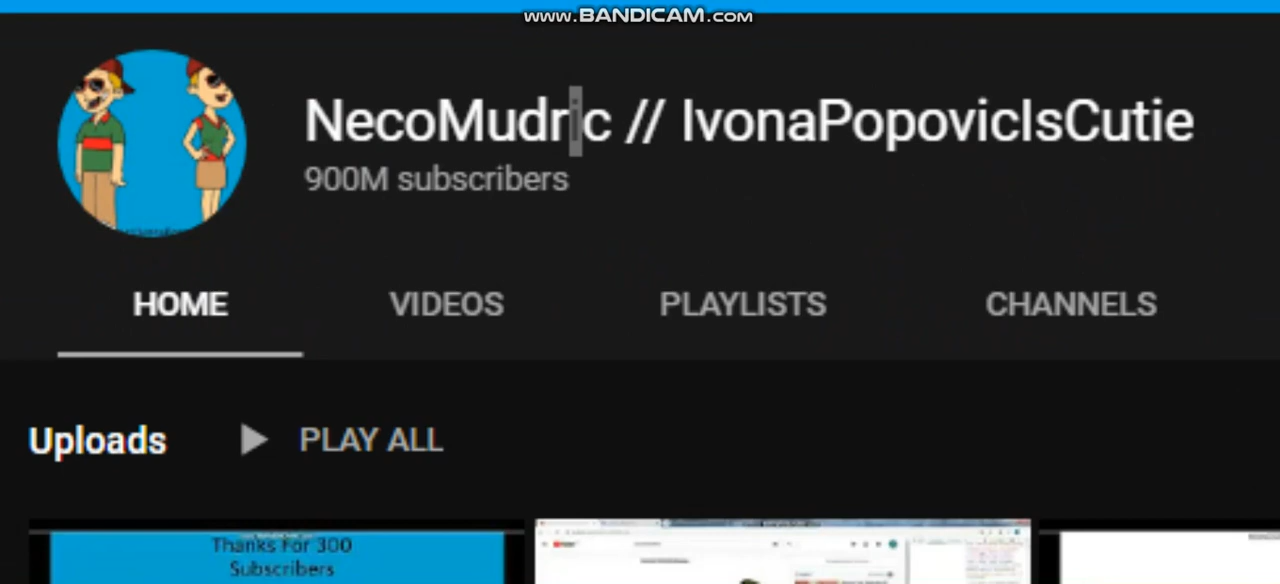 www.BANDICAM.com
NecoMudric // IvonaPopovicIsCutie
900M subscribers
HOME VIDEOS PLAYLISTS CHANNELS
Uploads PLAY ALL
Thanks For 300
Subscribers